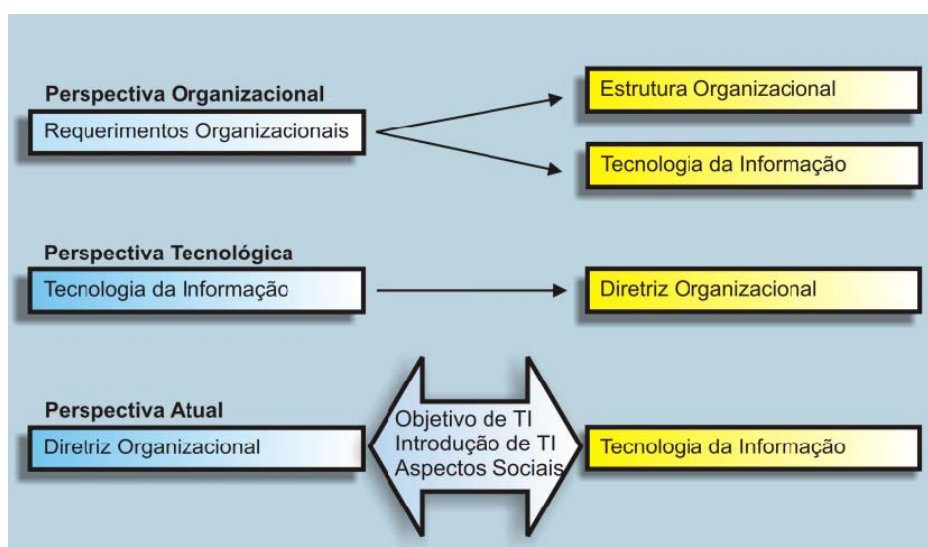 Perspectiva Organizacional
Requerimentos Organizacionais
Estrutura Organizacional
Tecnologia da Informação
Perspectiva Tecnológica
Tecnologia da Informação
Diretriz Organizacional
Perspectiva Atual
Diretriz Organizacional
Objetivo de TI
Introdução de TI
Aspectos Sociais
Tecnologia da Informação